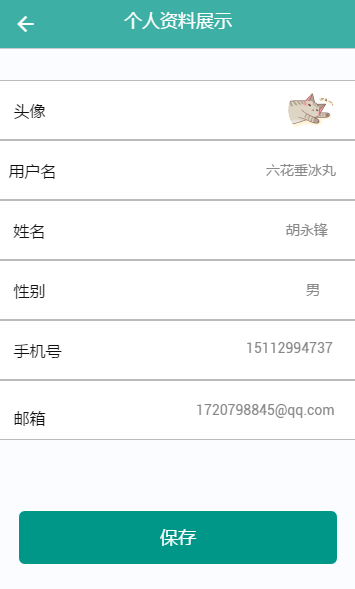 个人资料展示
头像
用户名 六花垂冰丸
姓名 胡永锋
性别 男
手机号 15112994737
邮箱 1720798845@qq.com
保存